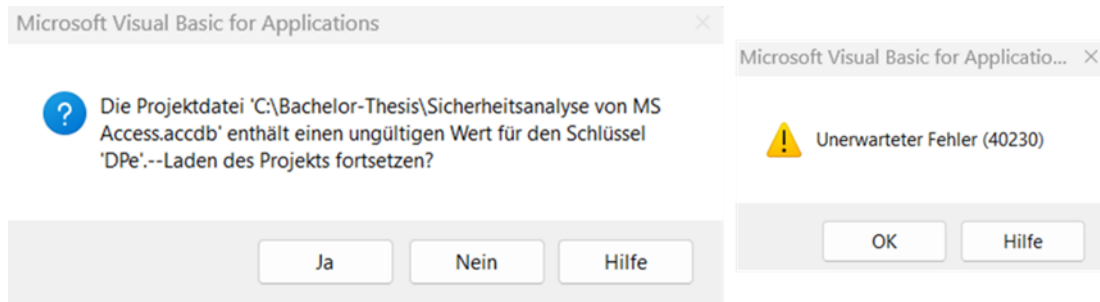 Microsoft Visual Basic for Applications
Die Projektdatei 'C:\Bachelor-Thesis\Sicherheitsanalyse von MS
Access.accdb' enthält einen ungültigen Wert für den Schlüssel
'DPe'.--Laden des Projekts fortsetzen?
Ja
Nein
Hilfe
Microsoft Visual Basic for Applicatio...
Unerwarteter Fehler (40230)
OK
Hilfe